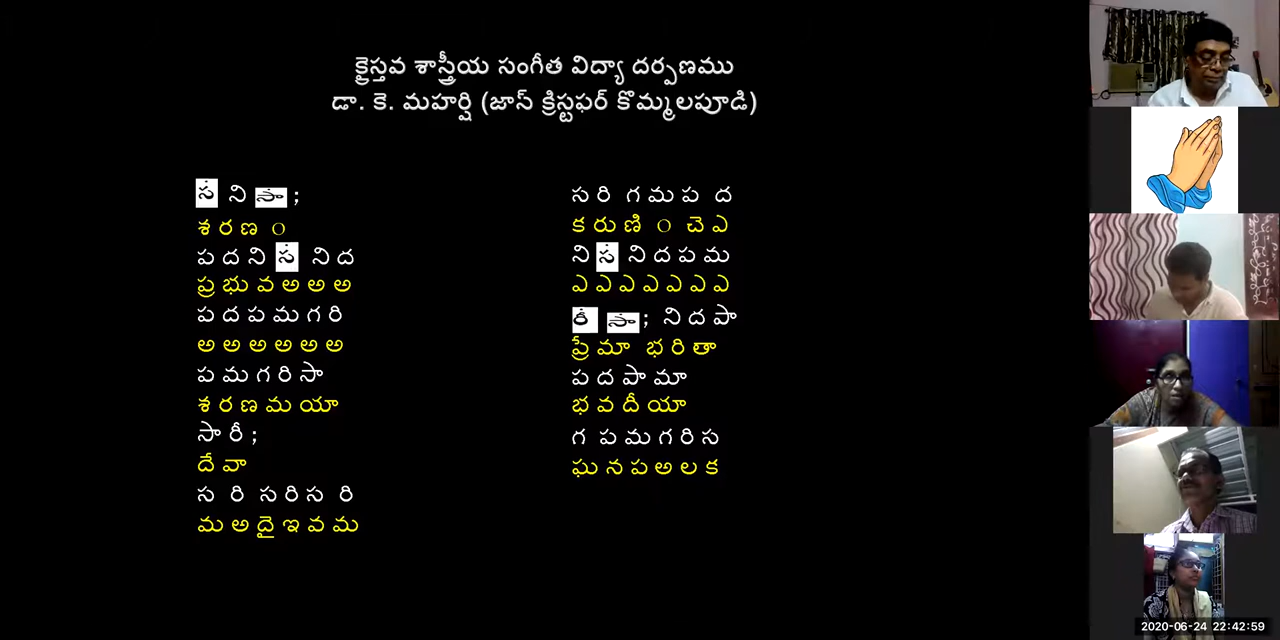 క్రైస్తవ శాస్త్రీయ సంగీత విద్యా దర్పణము
డా. కె. మహర్షి (జాస్ క్రిస్టఫర్ కొమ్మలపూడి)
స̇ ని సా̇ ;
శ ర ణ ం
ప ద ని స̇ ని ద
ప్ర భు వ అ అ అ
ప ద ప మ గ రి
అ అ అ అ అ అ
ప మ గ రి సా
శ ర ణ మ యా
సా రీ ;
దే వా
స రి స రి స రి
మ అ దై ఇ వ మ
స రి గ మ ప ద
క రు ణి ం చె ఎ
ని స̇ ని ద ప మ
ఎ ఎ ఎ ఎ ఎ ఎ ఎ
రీ̇ సా̇ ; ని ద పా
ప్రే మా భ రి తా
ప ద పా మా
భ వ దీ యా
గ ప మ గ రి స
ఘ న ప అ ల క
2020-06-24 22:42:59